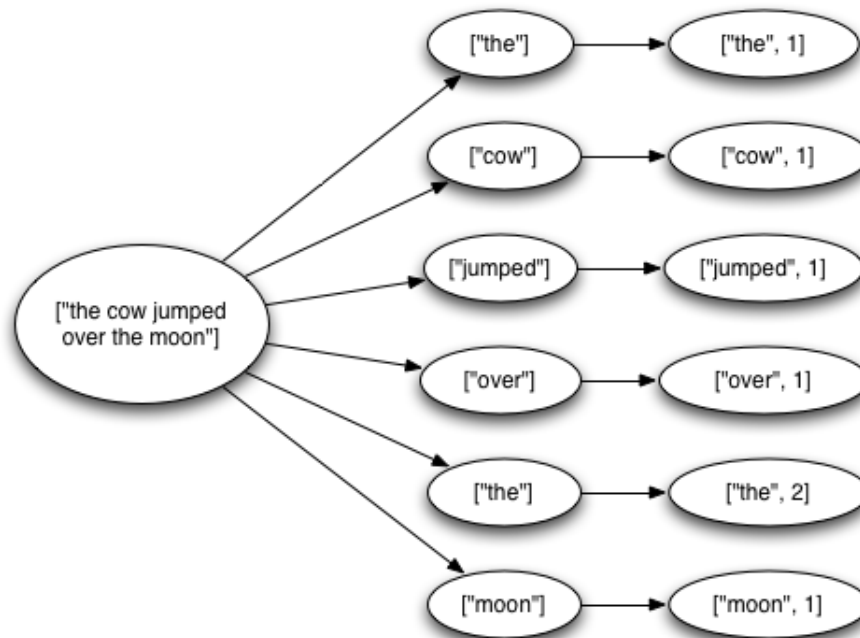 ["the"]
["the", 1]
["cow"]
["cow", 1]
["jumped"]
["jumped", 1]
["the cow jumped
over the moon"]
["over"]
["over", 1]
["the"]
["the", 2]
["moon"]
["moon", 1]